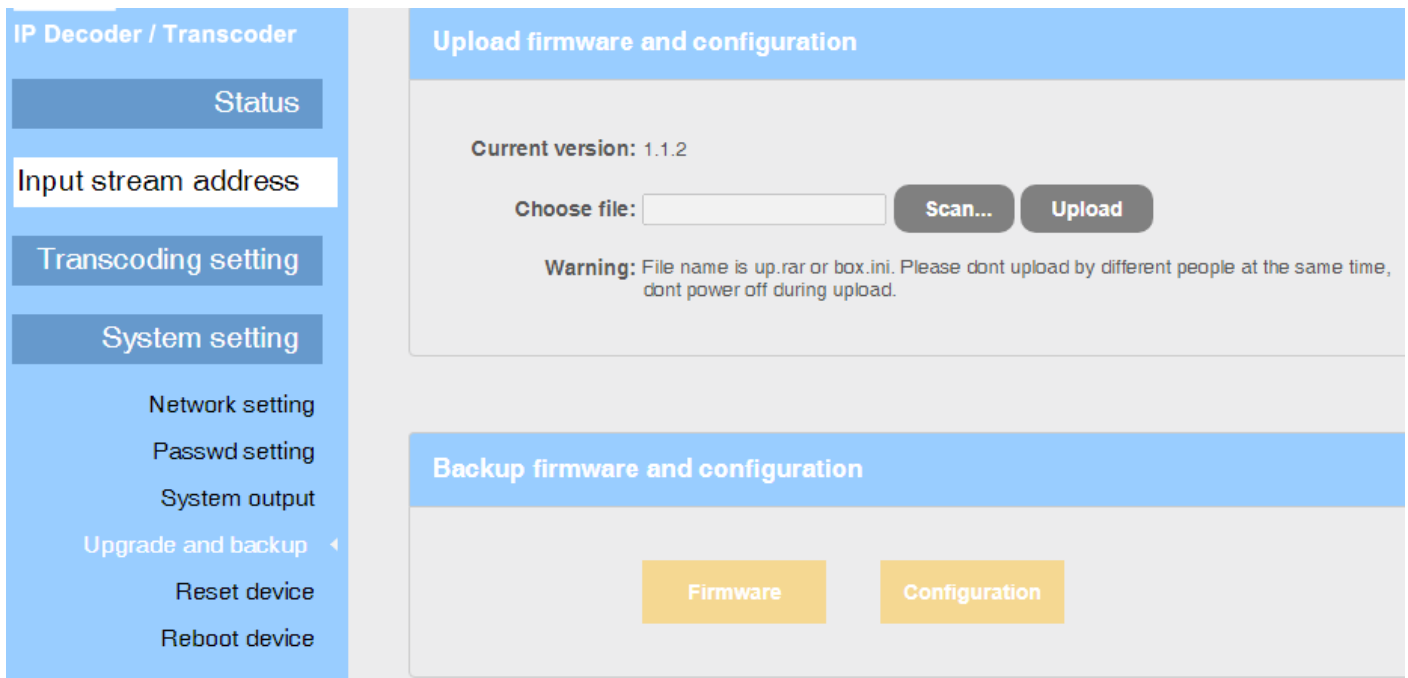 IP Decoder / Transcoder
Status
Input stream address
Transcoding setting
System setting
Network setting
Passwd setting
System output
Upgrade and backup
Reset device
Reboot device
Upload firmware and configuration
Current version: 1.1.2
Choose file:
Scan...
Upload
Warning: File name is up.rar or box.ini. Please dont upload by different people at the same time,
dont power off during upload.
Backup firmware and configuration
Firmware
Configuration